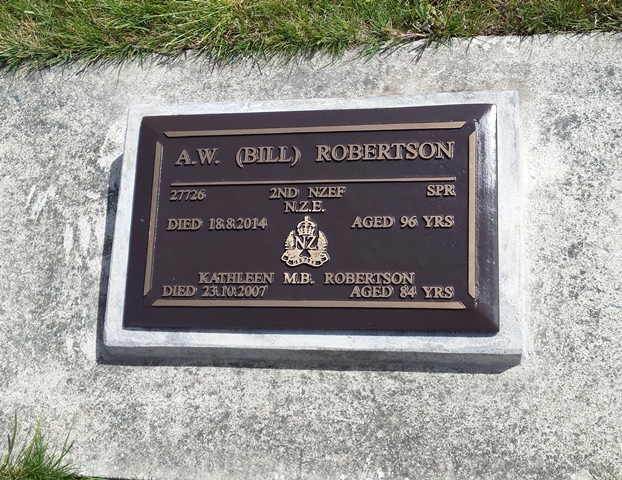 A.W. (BILL) ROBERTSON
27726 2ND NZEF SPR
N.Z.E.
DIED 18.8.2014 AGED 96 YRS
NZ
KATHLEEN M.B. ROBERTSON
DIED 23.10.2007 AGED 84 YRS